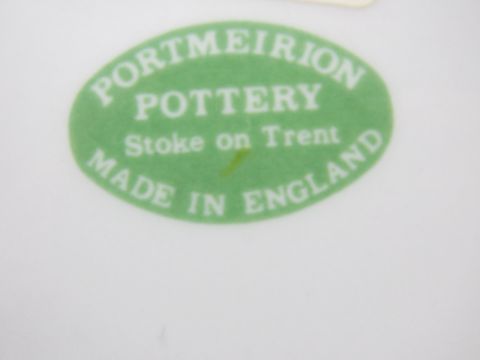 PORTMEIRION
POTTERY
Stoke on Trent
MADE IN ENGLAND